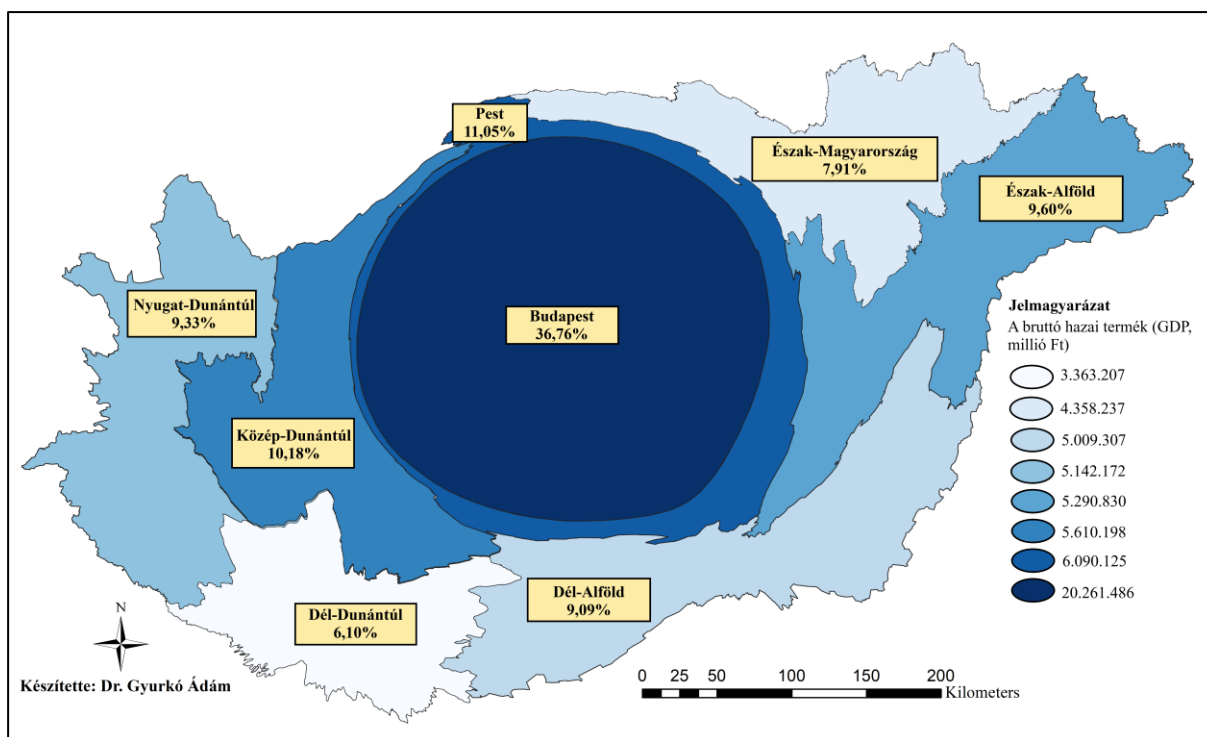 Pest
11,05%
Észak-Magyarország
7,91%
Észak-Alföld
9,60%
Nyugat-Dunántúl
9,33%
Budapest
36,76%
Közép-Dunántúl
10,18%
Dél-Alföld
9,09%
Dél-Dunántúl
6,10%
Jelmagyarázat
A bruttó hazai termék (GDP,
millió Ft)
3.363.207
4.358.237
5.009.307
5.142.172
5.290.830
5.610.198
6.090.125
20.261.486
N
Készítette: Dr. Gyurkó Ádám
0 25 50 100 150 200
Kilometers